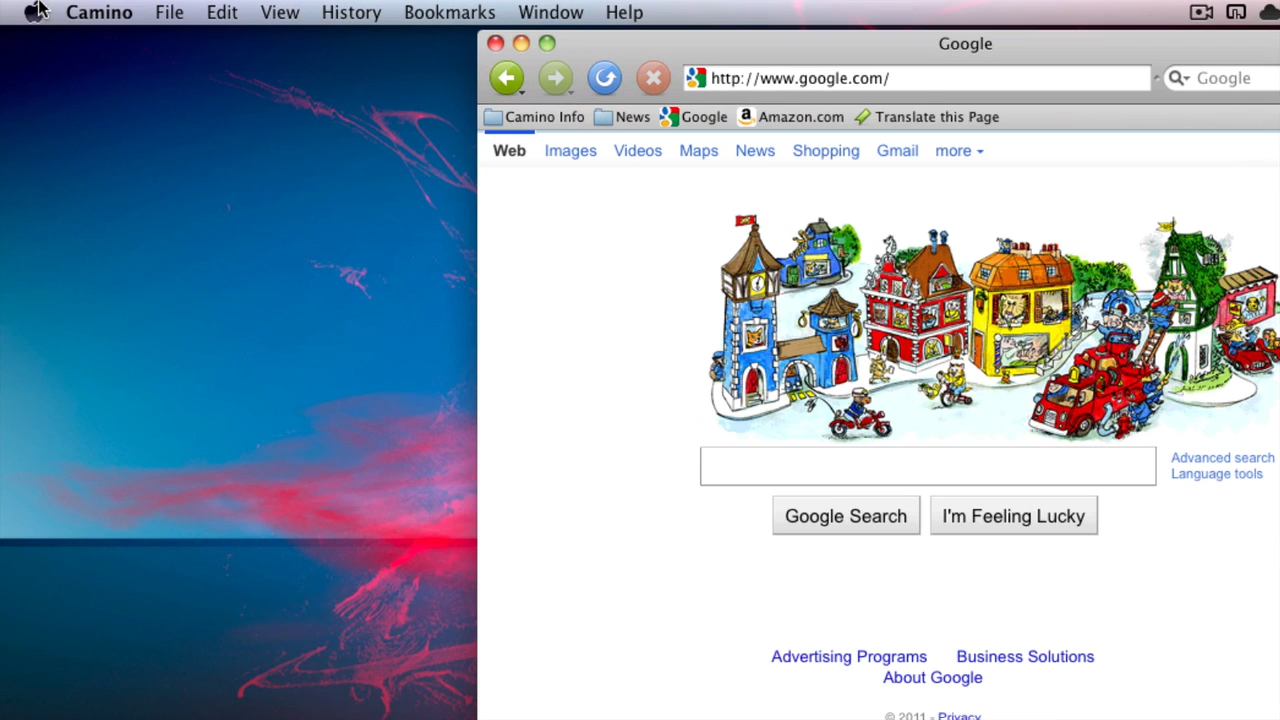 Camino File Edit View History Bookmarks Window Help
Google
http://www.google.com/ Google
Camino Info News Google Amazon.com Translate this Page
Web Images Videos Maps News Shopping Gmail more
Advanced search
Language tools
Google Search I'm Feeling Lucky
Advertising Programs Business Solutions
About Google
© 2011 - Privacy